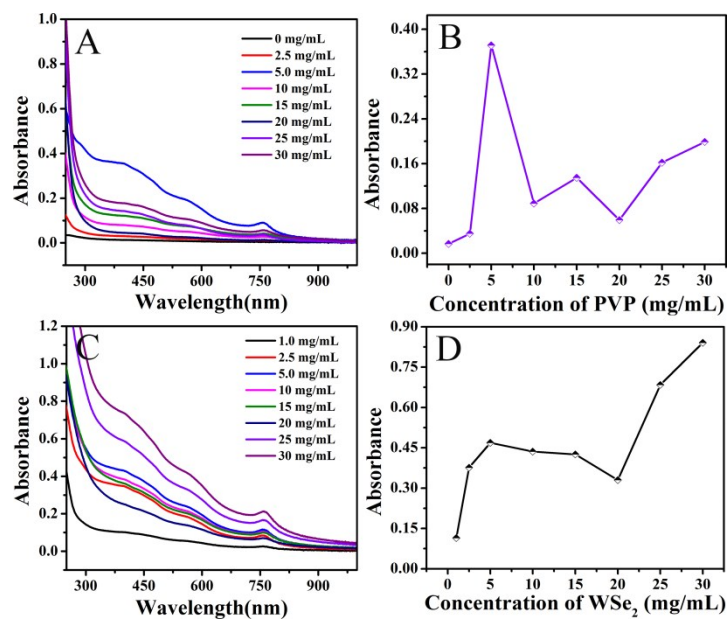 A
0 mg/mL
2.5 mg/mL
5.0 mg/mL
10 mg/mL
15 mg/mL
20 mg/mL
25 mg/mL
30 mg/mL
Absorbance
1.0
0.8
0.6
0.4
0.2
0.0
300 450 600 750 900
Wavelength(nm)
B
Absorbance
0.40
0.32
0.24
0.16
0.08
0.00
0 5 10 15 20 25 30
Concentration of PVP (mg/mL)
C
1.0 mg/mL
2.5 mg/mL
5.0 mg/mL
10 mg/mL
15 mg/mL
20 mg/mL
25 mg/mL
30 mg/mL
Absorbance
1.2
1.0
0.8
0.6
0.4
0.2
0.0
300 450 600 750 900
Wavelength(nm)
D
Absorbance
0.90
0.75
0.60
0.45
0.30
0.15
0.00
0 5 10 15 20 25 30
Concentration of WSe₂ (mg/mL)